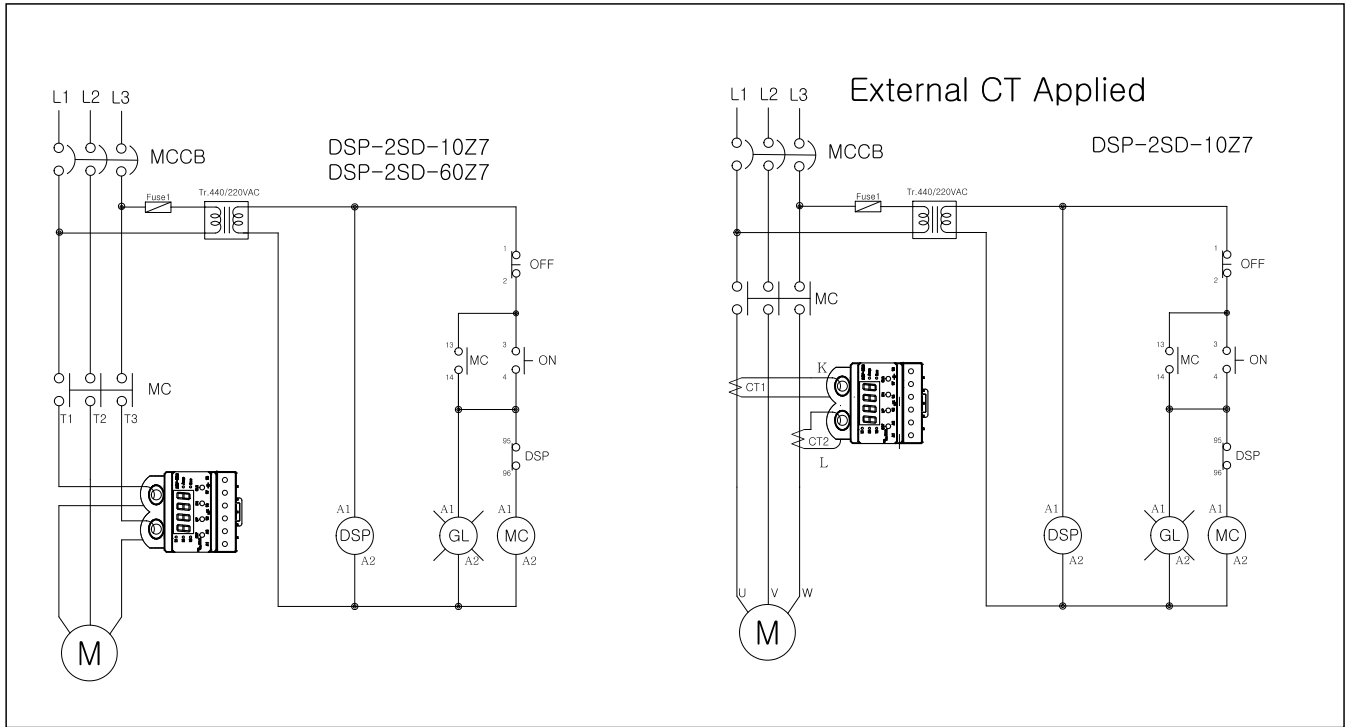 L1 L2 L3
MCCB
DSP-2SD-10Z7
DSP-2SD-60Z7
Fuse1
Tr.440/220VAC
1
OFF
2
13
MC
14
3
ON
4
MC
T1 T2 T3
95
DSP
96
A1
DSP
A2
A1
GL
A2
A1
MC
A2
M
External CT Applied
L1 L2 L3
MCCB
DSP-2SD-10Z7
Fuse1
Tr.440/220VAC
1
OFF
2
MC
13
MC
14
3
ON
4
K
CT1
CT2
L
95
DSP
96
A1
DSP
A2
A1
GL
A2
A1
MC
A2
U V W
M